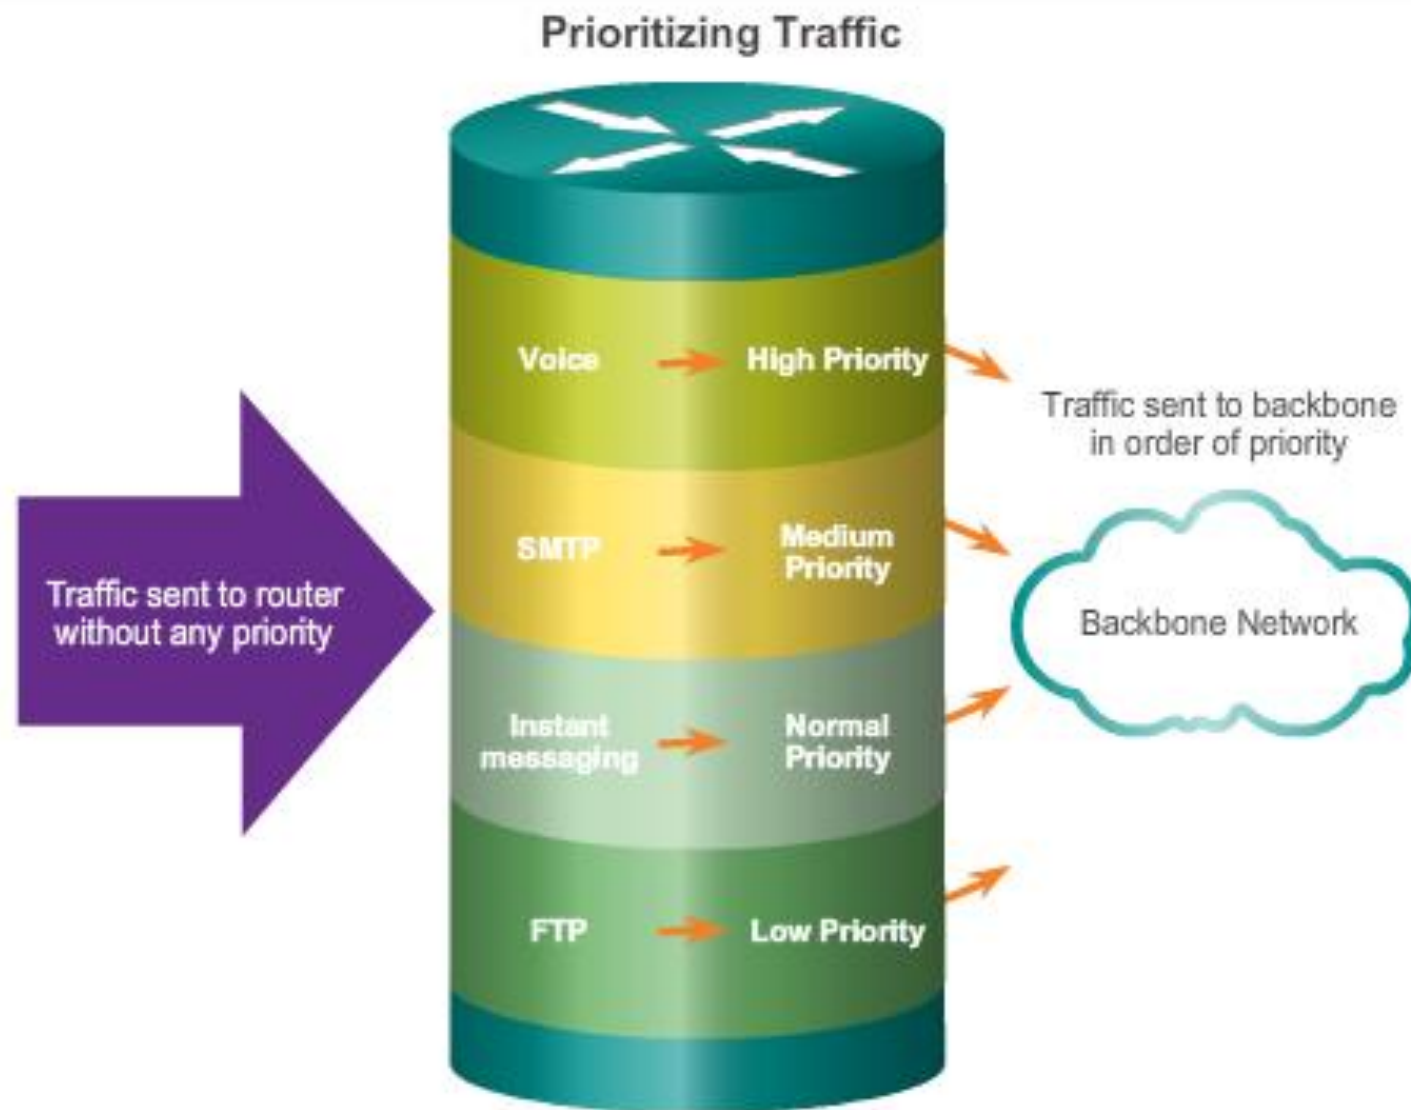 Prioritizing Traffic
Voice
High Priority
Traffic sent to backbone
in order of priority
SMTP
Medium
Priority
Traffic sent to router
without any priority
Backbone Network
Instant
messaging
Normal
Priority
FTP
Low Priority